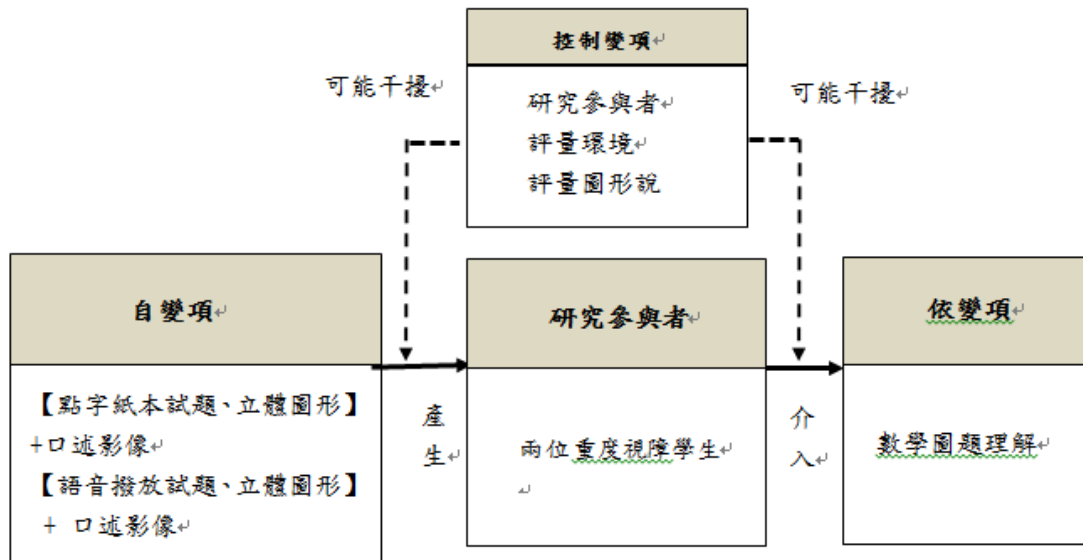 控制變項
可能干擾
研究參與者
評量環境
評量圖形說
可能干擾
自變項
【點字紙本試題、立體圖形】
+口述影像
【語音撥放試題、立體圖形】
+ 口述影像
產
生
研究參與者
兩位重度視障學生
介
入
依變項
數學圖題理解